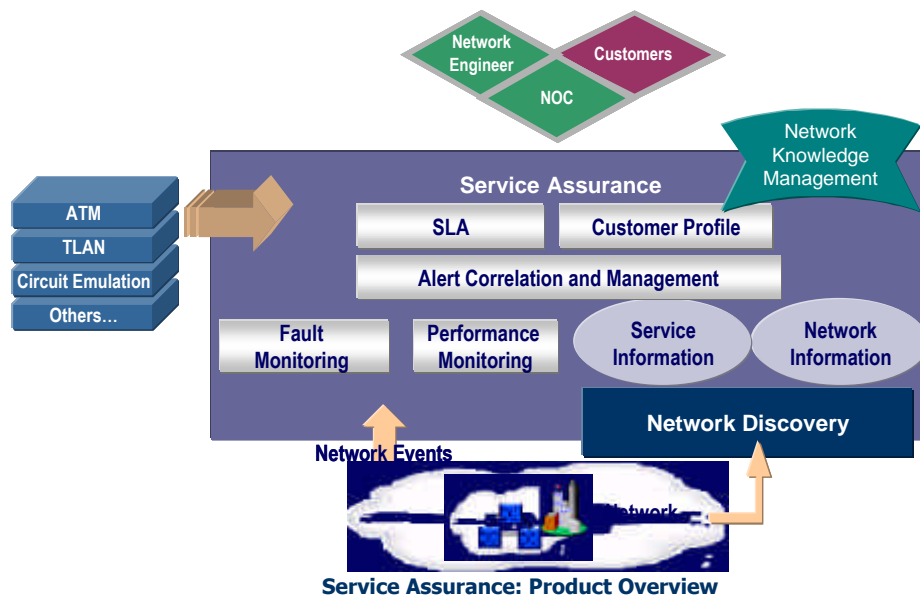 Network
Engineer
Customers
NOC
Network
Knowledge
Management
Service Assurance
ATM
TLAN
Circuit Emulation
Others…
SLA
Customer Profile
Alert Correlation and Management
Fault
Monitoring
Performance
Monitoring
Service
Information
Network
Information
Network Discovery
Network Events
Network
Service Assurance: Product Overview